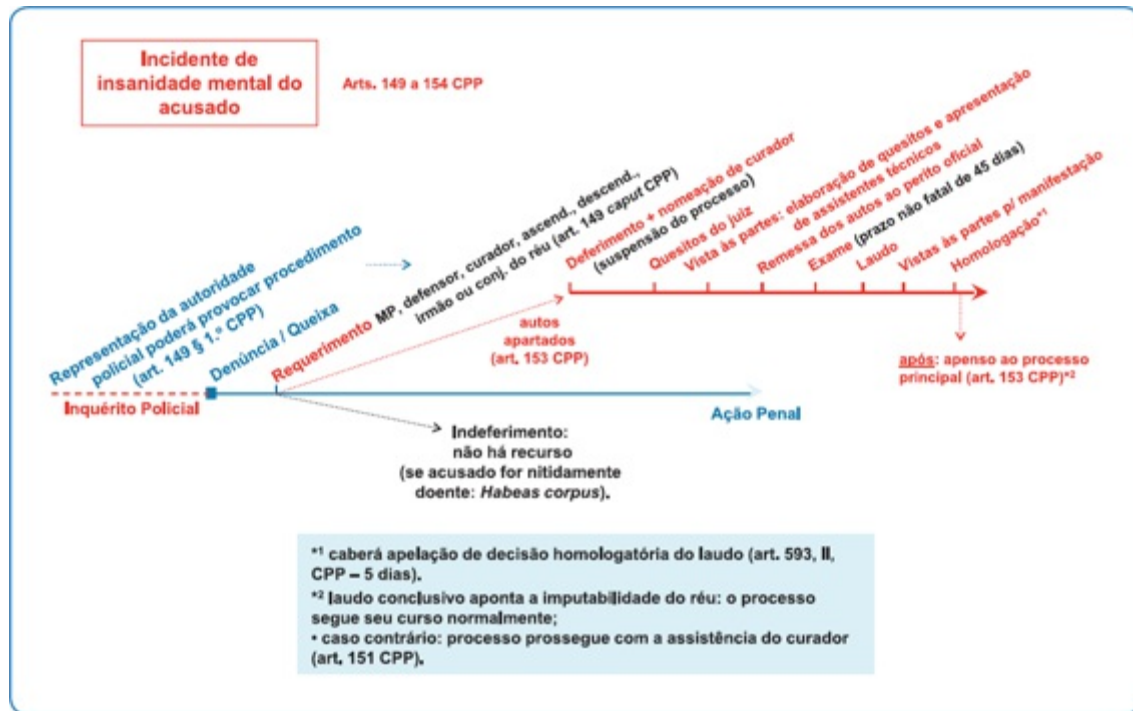 Incidente de
insanidade mental do
acusado
Arts. 149 a 154 CPP
Representação da autoridade
policial poderá provocar procedimento
(art. 149 § 1.º CPP)
Inquérito Policial
Denúncia / Queixa
Requerimento MP, defensor, curador, ascend., descend.,
irmão ou conj. do réu (art. 149 caput CPP)
autos
apartados
(art. 153 CPP)
Deferimento + nomeação de curador
(suspensão do processo)
Quesitos do juiz
Vista às partes: elaboração de quesitos e apresentação
de assistentes técnicos
Remessa dos autos ao perito oficial
Exame (prazo não fatal de 45 dias)
Laudo
Vistas às partes p/ manifestação
Homologação*1
após: apenso ao processo
principal (art. 153 CPP)*2
Ação Penal
Indeferimento:
não há recurso
(se acusado for nitidamente
doente: Habeas corpus).
*1 caberá apelação de decisão homologatória do laudo (art. 593, II,
CPP – 5 dias).
*2 laudo conclusivo aponta a imputabilidade do réu: o processo
segue seu curso normalmente;
• caso contrário: processo prossegue com a assistência do curador
(art. 151 CPP).